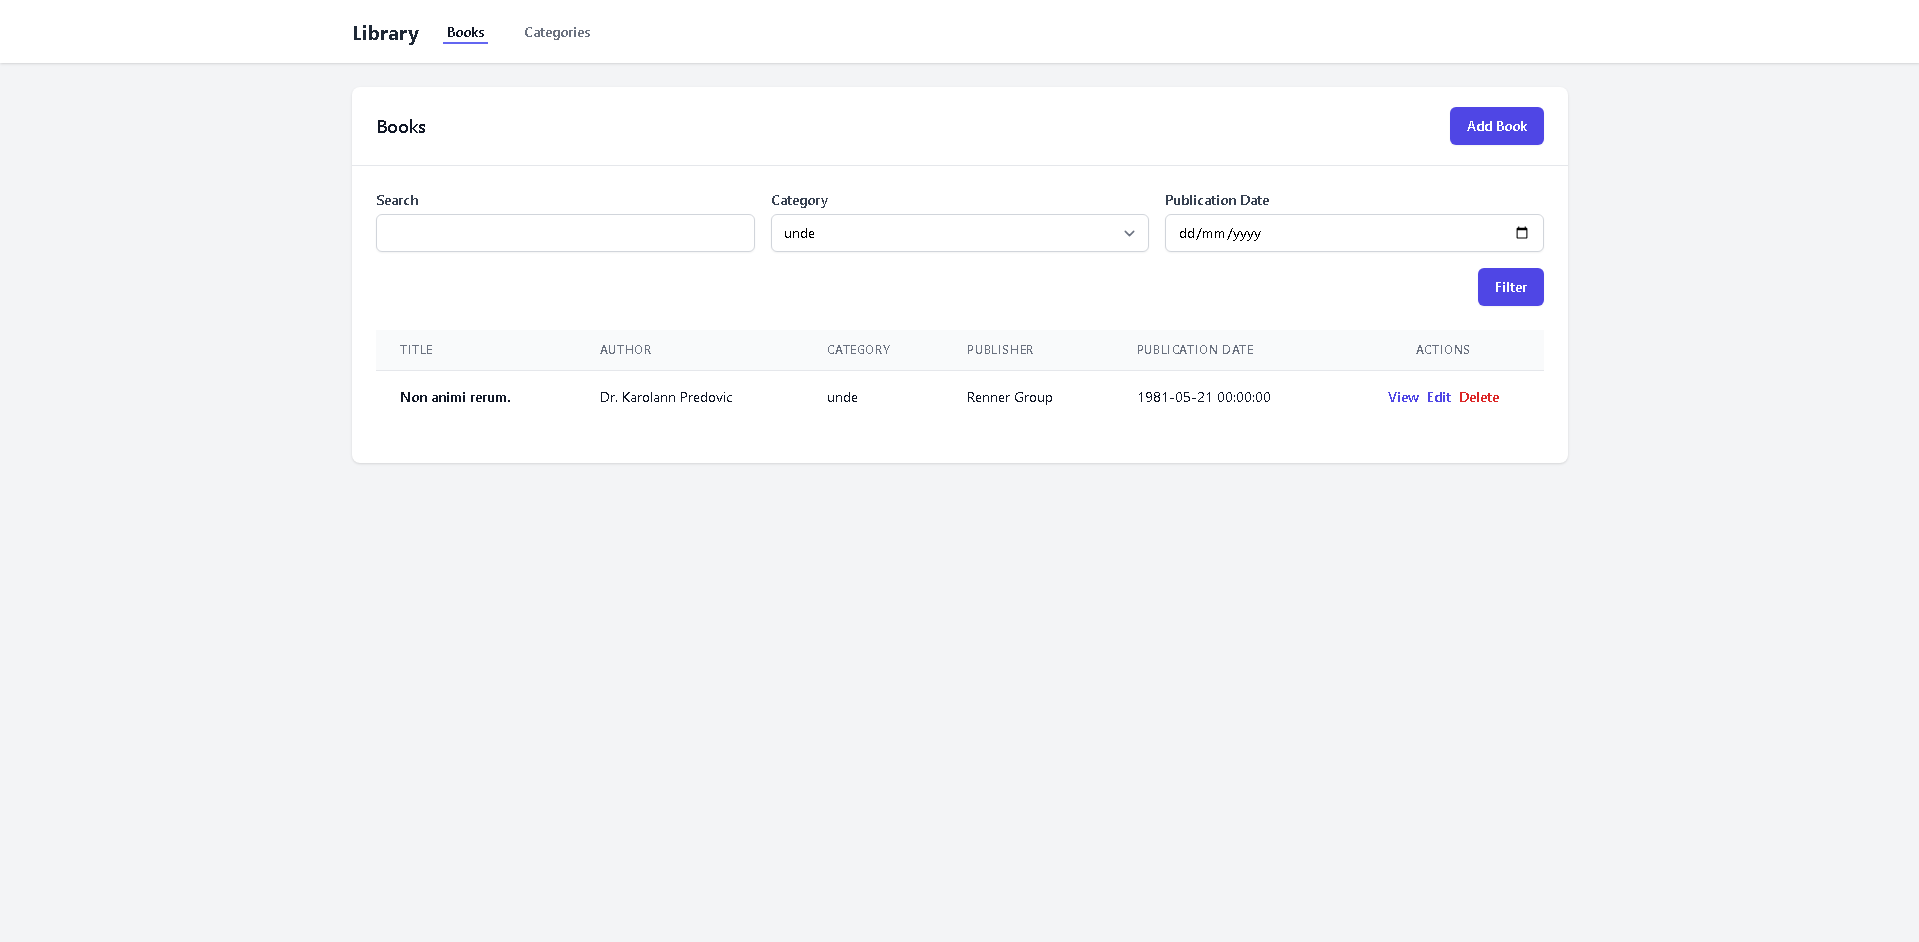 Library Books Categories
Books Add Book
Search Category Publication Date
unde dd/mm/yyyy
Filter
TITLE AUTHOR CATEGORY PUBLISHER PUBLICATION DATE ACTIONS
Non animi rerum. Dr. Karolann Predovic unde Renner Group 1981-05-21 00:00:00 View Edit Delete